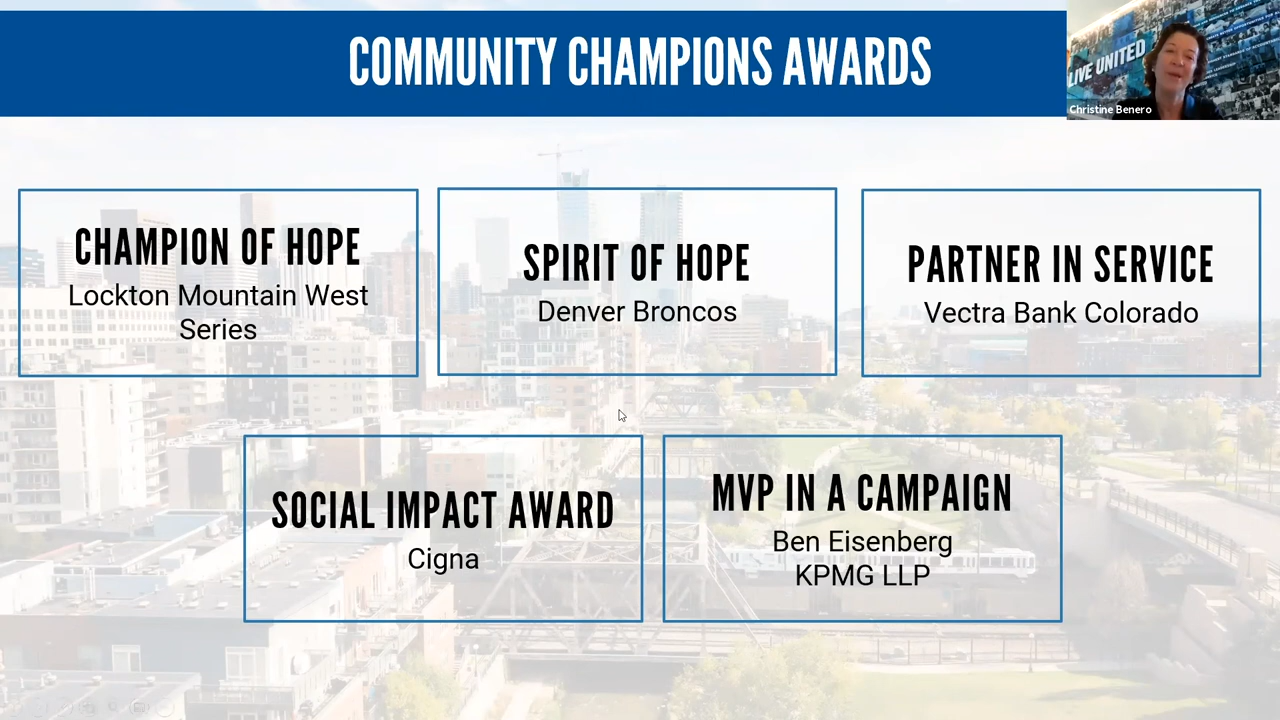 COMMUNITY CHAMPIONS AWARDS
LIVE UNITED
Christine Benero
CHAMPION OF HOPE
Lockton Mountain West
Series
SPIRIT OF HOPE
Denver Broncos
PARTNER IN SERVICE
Vectra Bank Colorado
SOCIAL IMPACT AWARD
Cigna
MVP IN A CAMPAIGN
Ben Eisenberg
KPMG LLP